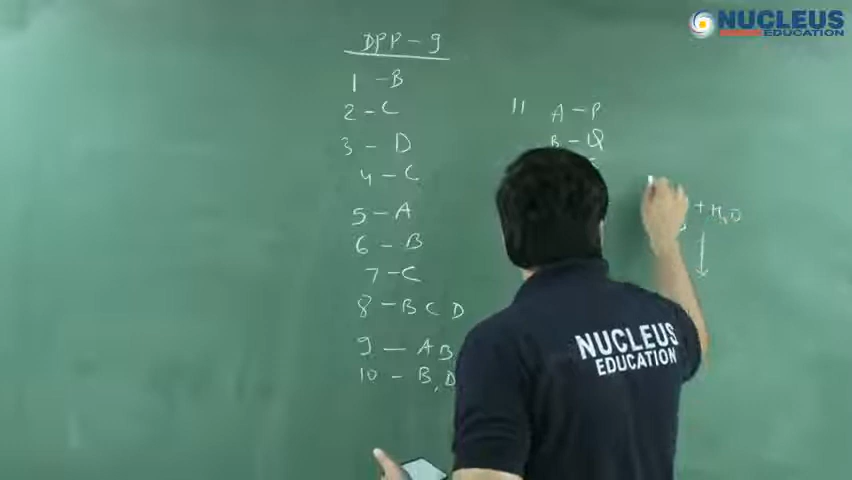 NUCLEUS
EDUCATION
DPP - 9
1 - B
2 - C
3 - D
4 - C
5 - A
6 - B
7 - C
8 - B C D
9 - A B
10 - B, D
11 A - P
B - Q
+ H2O
NUCLEUS
EDUCATION